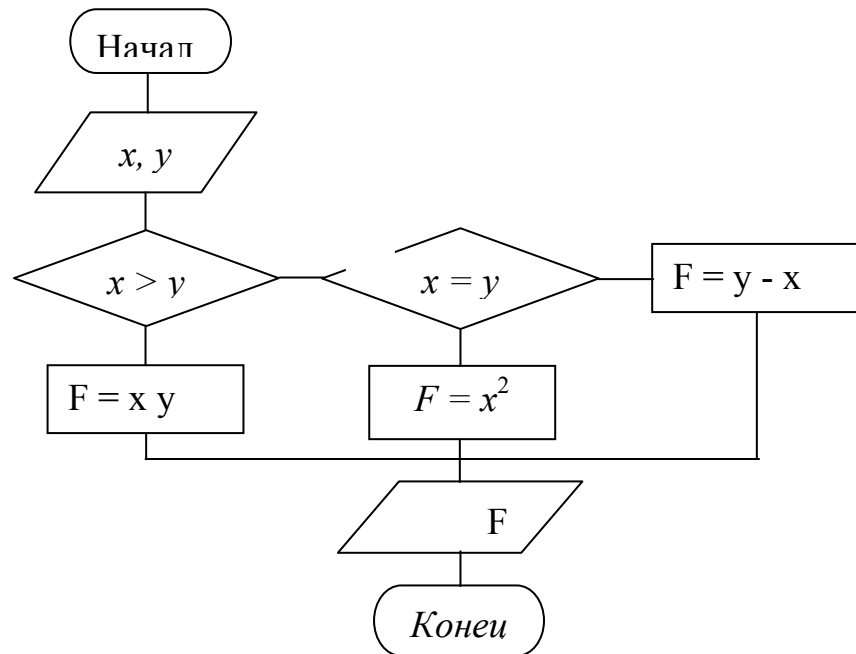 Начал
x, y
x > y
x = y
F = y - x
F = x y
F = x²
F
Конец